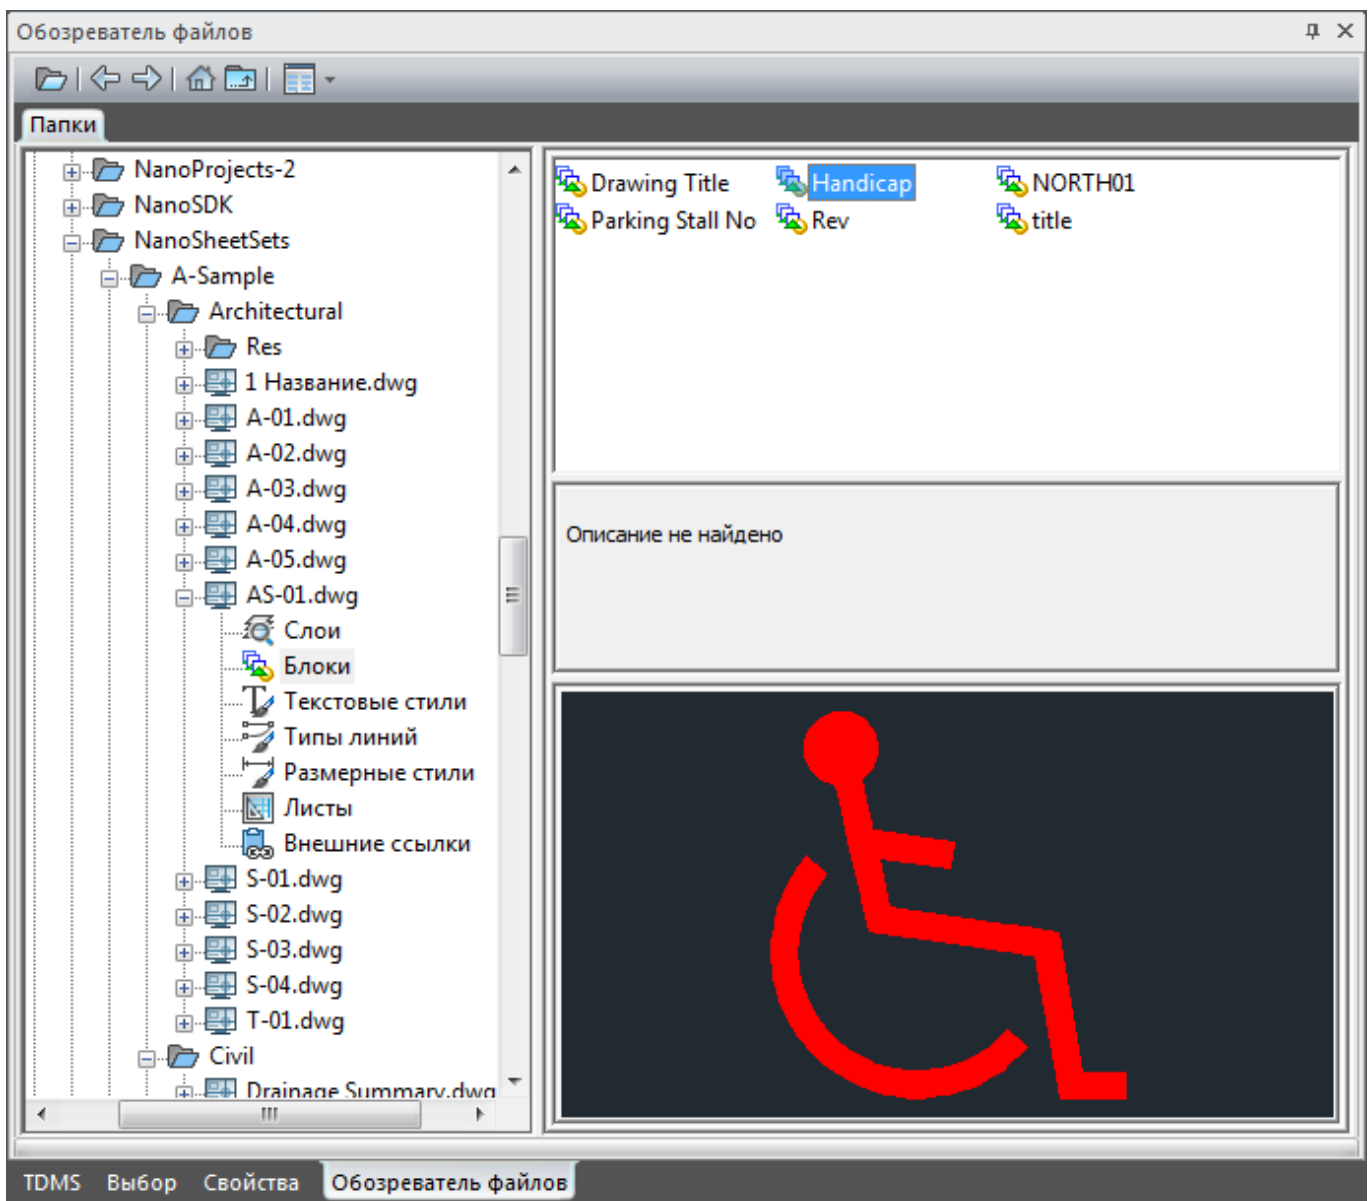 Обозреватель файлов
Папки
NanoProjects-2
NanoSDK
NanoSheetSets
A-Sample
Architectural
Res
1 Название.dwg
A-01.dwg
A-02.dwg
A-03.dwg
A-04.dwg
A-05.dwg
AS-01.dwg
Слои
Блоки
Текстовые стили
Типы линий
Размерные стили
Листы
Внешние ссылки
S-01.dwg
S-02.dwg
S-03.dwg
S-04.dwg
T-01.dwg
Civil
Drainage Summary.dwg
Drawing Title Handicap NORTH01
Parking Stall No Rev title
Описание не найдено
TDMS Выбор Свойства Обозреватель файлов